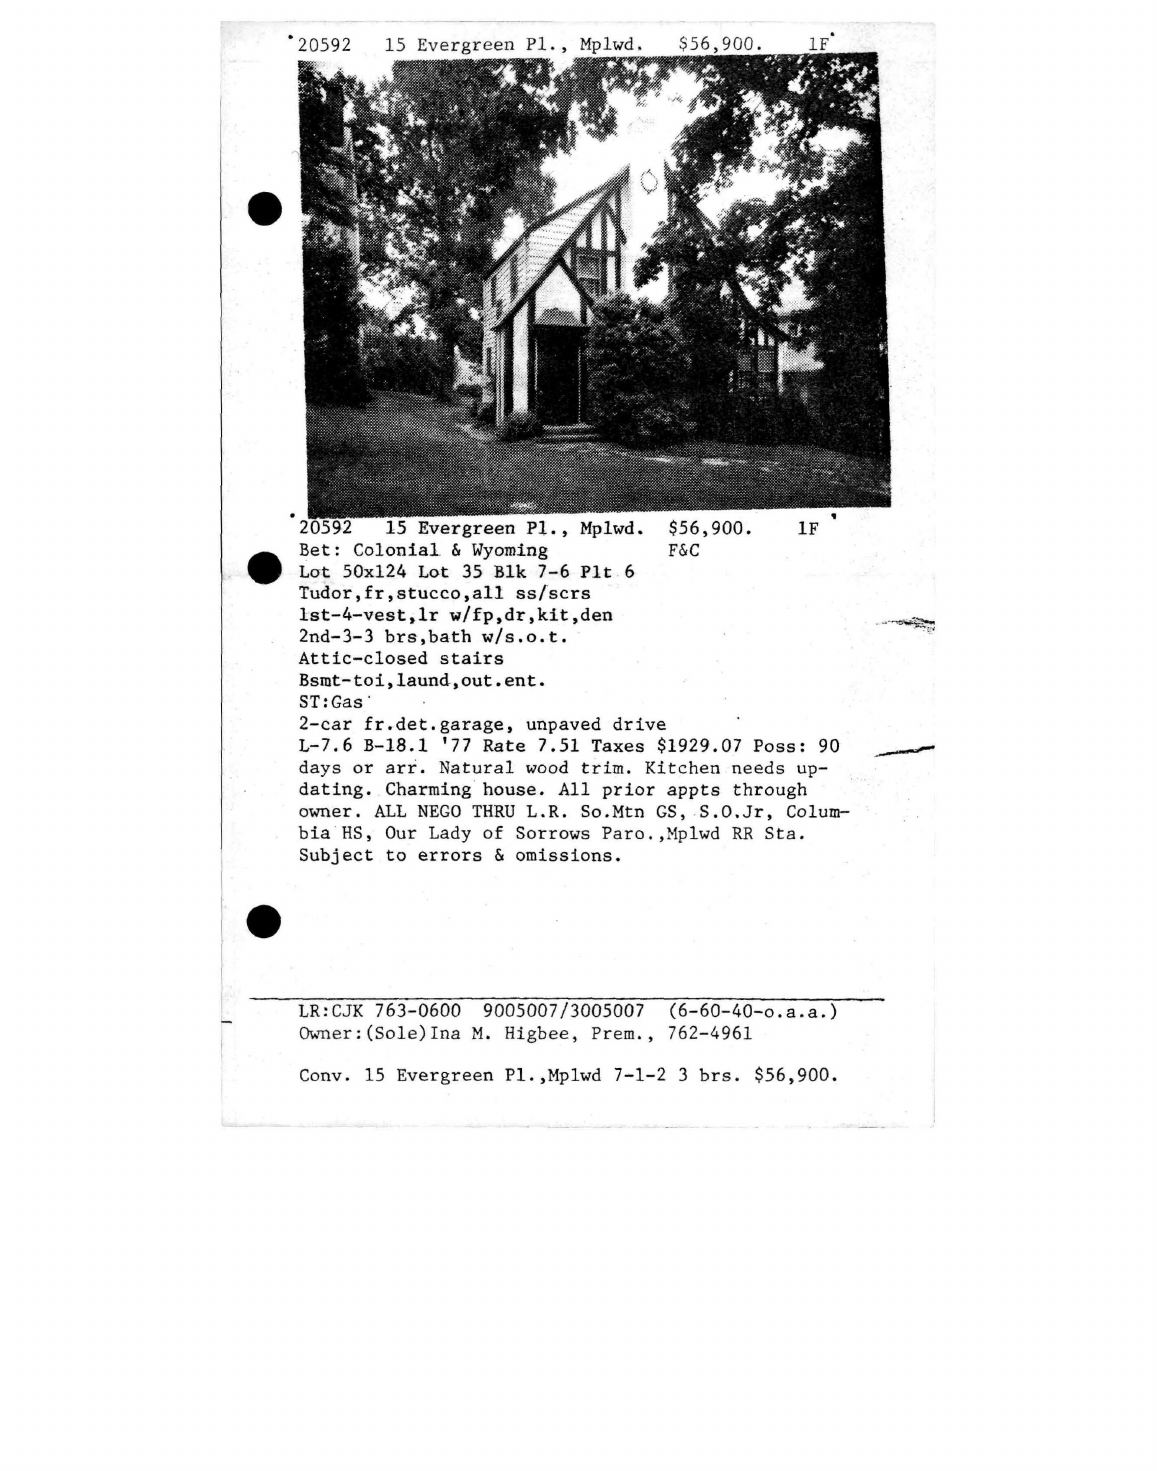 20592 15 Evergreen Pl., Mplwd. $56,900. 1F
20592 15 Evergreen Pl., Mplwd. $56,900. 1F
Bet: Colonial & Wyoming F&C
Lot 50x124 Lot 35 Blk 7-6 Plt 6
Tudor,fr,stucco,all ss/scrs
1st-4-vest,lr w/fp,dr,kit,den
2nd-3-3 brs,bath w/s.o.t.
Attic-closed stairs
Bsmt-toi,laund,out.ent.
ST:Gas
2-car fr.det.garage, unpaved drive
L-7.6 B-18.1 '77 Rate 7.51 Taxes $1929.07 Poss: 90
days or arr. Natural wood trim. Kitchen needs up-
dating. Charming house. All prior appts through
owner. ALL NEGO THRU L.R. So.Mtn GS, S.O.Jr, Colum-
bia HS, Our Lady of Sorrows Paro.,Mplwd RR Sta.
Subject to errors & omissions.
LR:CJK 763-0600 9005007/3005007 (6-60-40-o.a.a.)
Owner:(Sole)Ina M. Higbee, Prem., 762-4961
Conv. 15 Evergreen Pl.,Mplwd 7-1-2 3 brs. $56,900.